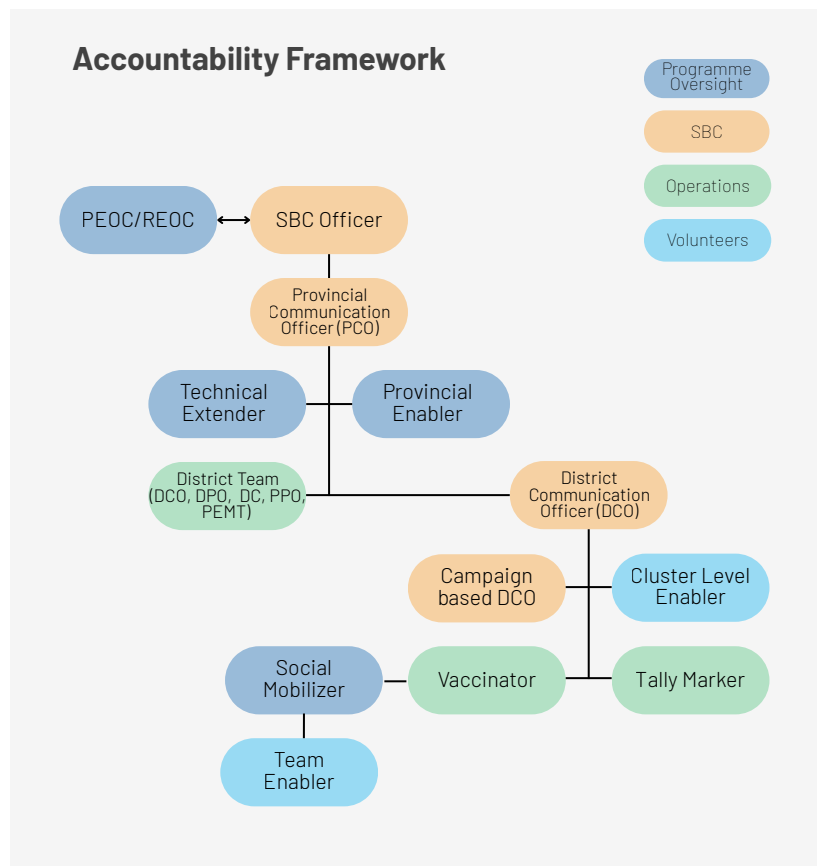 Accountability Framework
Programme
Oversight
SBC
Operations
Volunteers
PEOC/REOC
SBC Officer
Provincial
Communication
Officer (PCO)
Technical
Extender
Provincial
Enabler
District Team
(DCO, DPO, DC, PPO,
PEMT)
District
Communication
Officer (DCO)
Campaign
based DCO
Cluster Level
Enabler
Social
Mobilizer
Vaccinator
Tally Marker
Team
Enabler